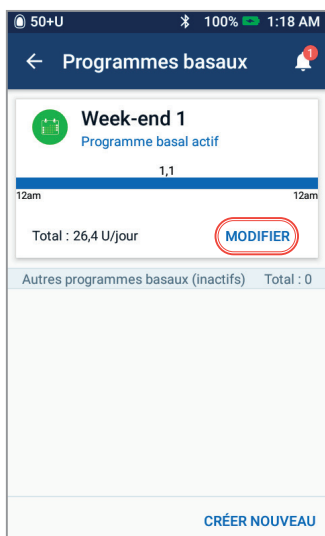 50+U 100% 1:18 AM
Programmes basaux
1
Week-end 1
Programme basal actif
1,1
12am 12am
Total : 26,4 U/jour MODIFIER
Autres programmes basaux (inactifs) Total : 0
CRÉER NOUVEAU